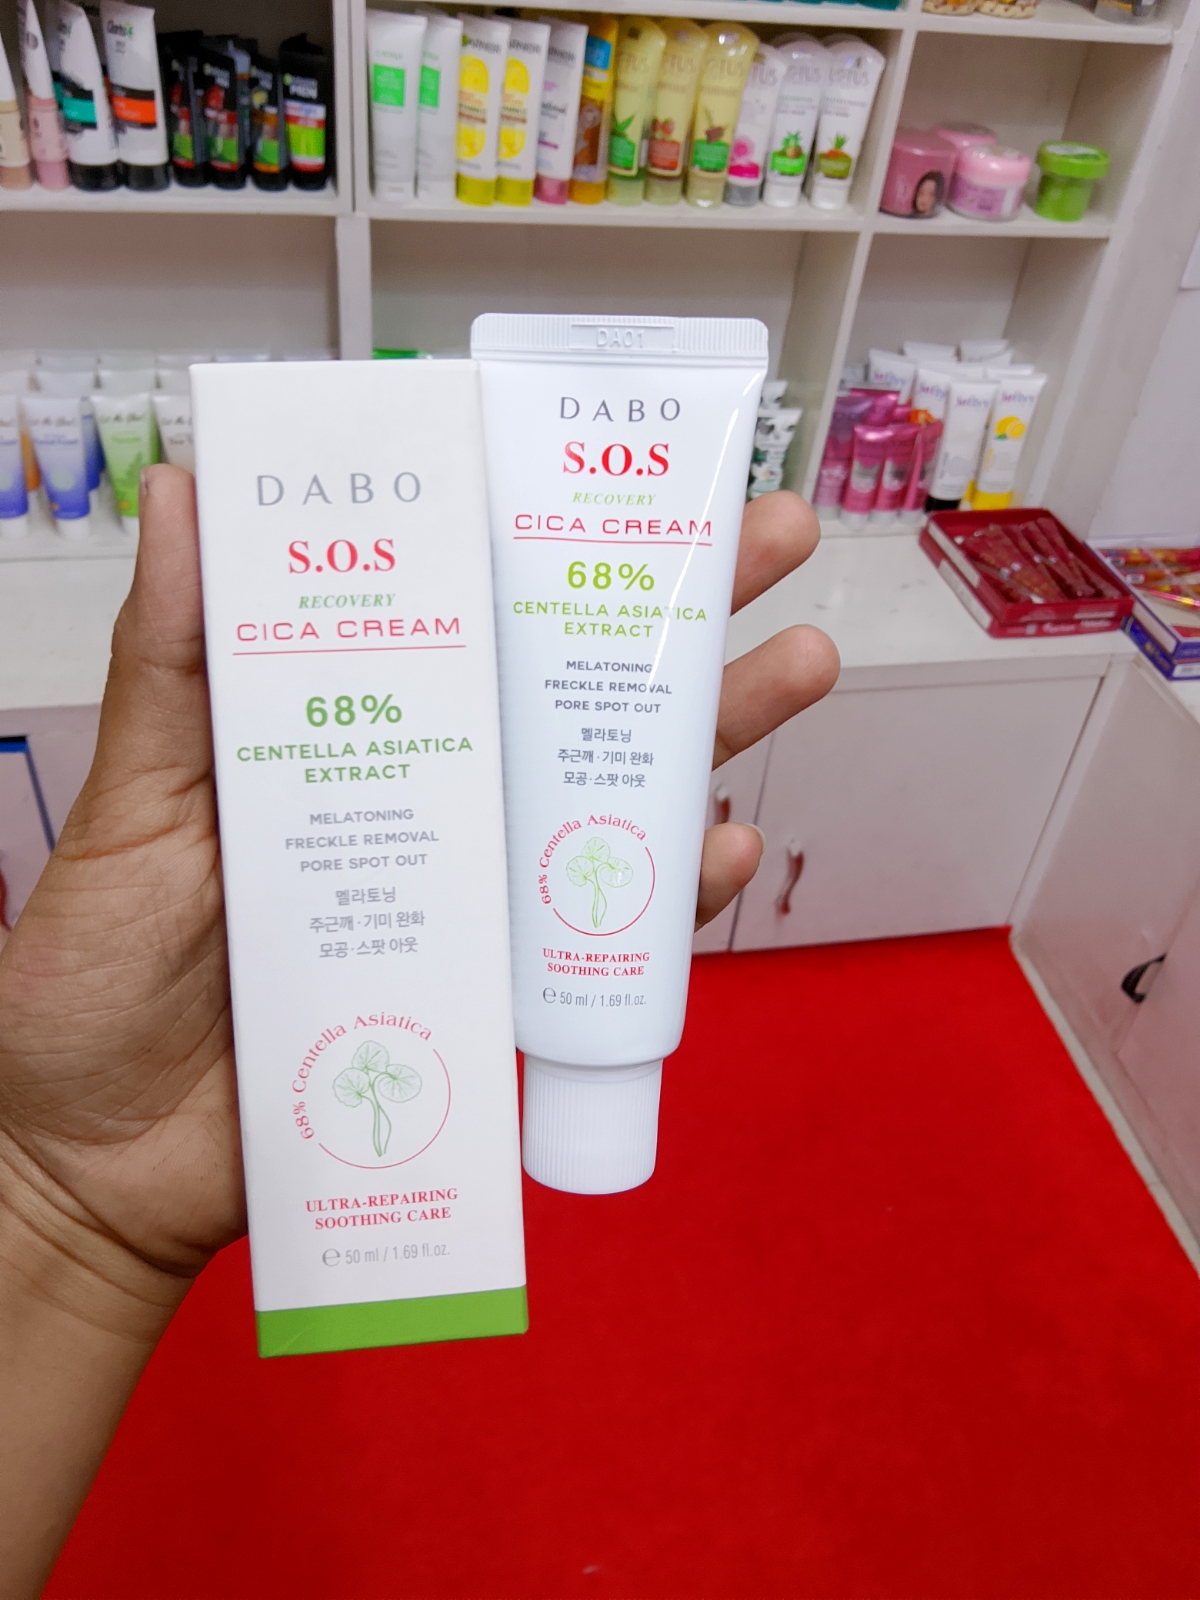 DABO
S.O.S
RECOVERY
CICA CREAM
68%
CENTELLA ASIATICA
EXTRACT
MELATONING
FRECKLE REMOVAL
PORE SPOT OUT
멜라토닝
주근깨·기미 완화
모공·스팟 아웃
68% Centella Asiatica
ULTRA-REPAIRING
SOOTHING CARE
℮ 50 ml / 1.69 fl.oz.
DA01
DABO
S.O.S
RECOVERY
CICA CREAM
68%
CENTELLA ASIATICA
EXTRACT
MELATONING
FRECKLE REMOVAL
PORE SPOT OUT
멜라토닝
주근깨·기미 완화
모공·스팟 아웃
68% Centella Asiatica
ULTRA-REPAIRING
SOOTHING CARE
℮ 50 ml / 1.69 fl.oz.